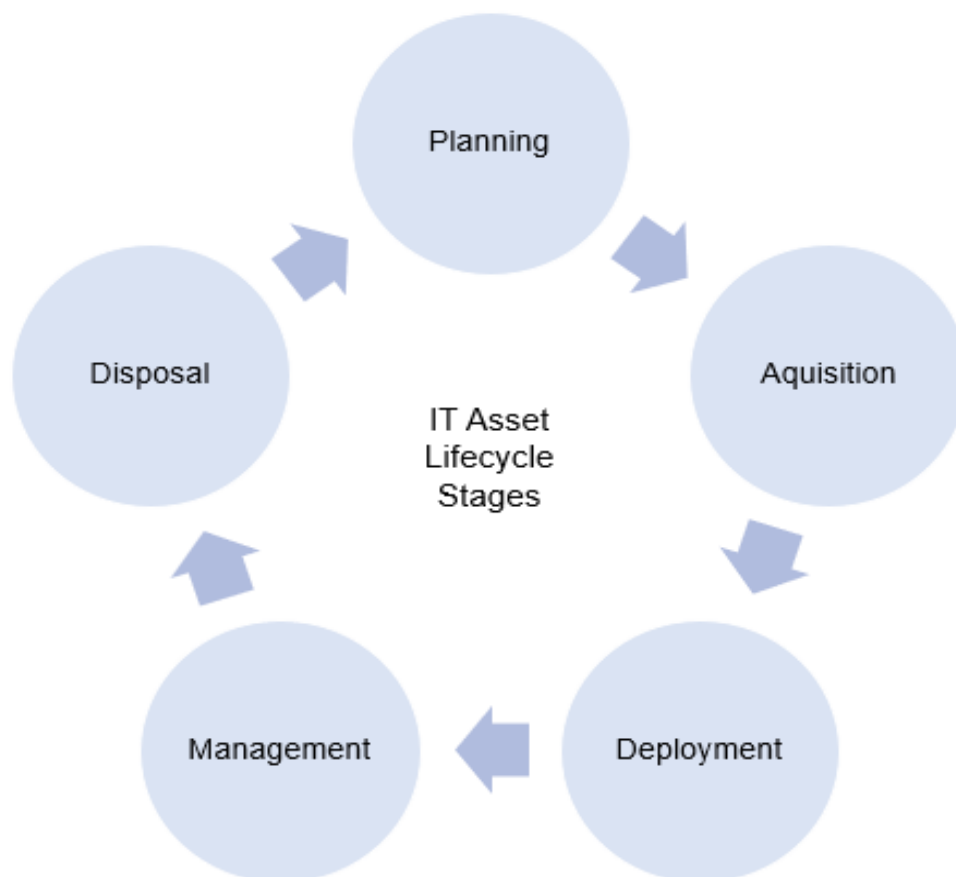 Planning
Aquisition
Deployment
Management
Disposal
IT Asset
Lifecycle
Stages